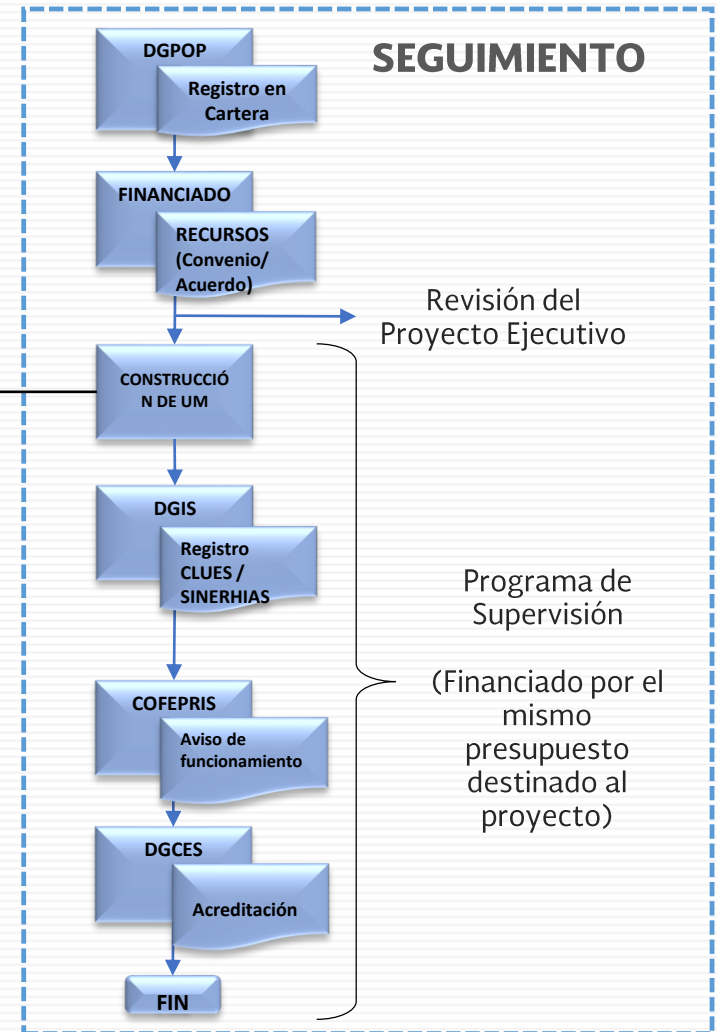 SEGUIMIENTO
DGPOP
Registro en
Cartera
FINANCIADO
RECURSOS
(Convenio/
Acuerdo)
Revisión del
Proyecto Ejecutivo
CONSTRUCCIÓ
N DE UM
DGIS
Registro
CLUES /
SINERHIAS
Programa de
Supervisión
(Financiado por el
mismo
presupuesto
destinado al
proyecto)
COFEPRIS
Aviso de
funcionamiento
DGCES
Acreditación
FIN